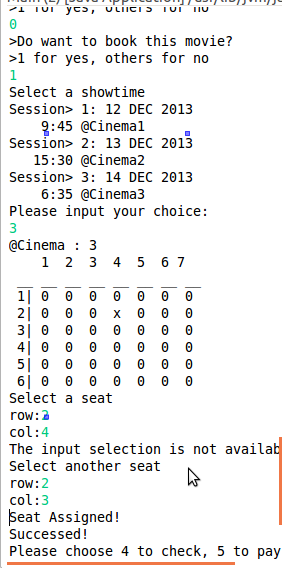 >1 for yes, others for no
0
>Do want to book this movie?
>1 for yes, others for no
1
Select a showtime
Session> 1: 12 DEC 2013
9:45 @Cinema1
Session> 2: 13 DEC 2013
15:30 @Cinema2
Session> 3: 14 DEC 2013
6:35 @Cinema3
Please input your choice:
3
@Cinema : 3
1 2 3 4 5 6 7
__ __ __ __ __ __ __
1| 0 0 0 0 0 0 0
2| 0 0 0 x 0 0 0
3| 0 0 0 0 0 0 0
4| 0 0 0 0 0 0 0
5| 0 0 0 0 0 0 0
6| 0 0 0 0 0 0 0
Select a seat
row:2
col:4
The input selection is not availab
Select another seat
row:2
col:3
Seat Assigned!
Successed!
Please choose 4 to check, 5 to pay